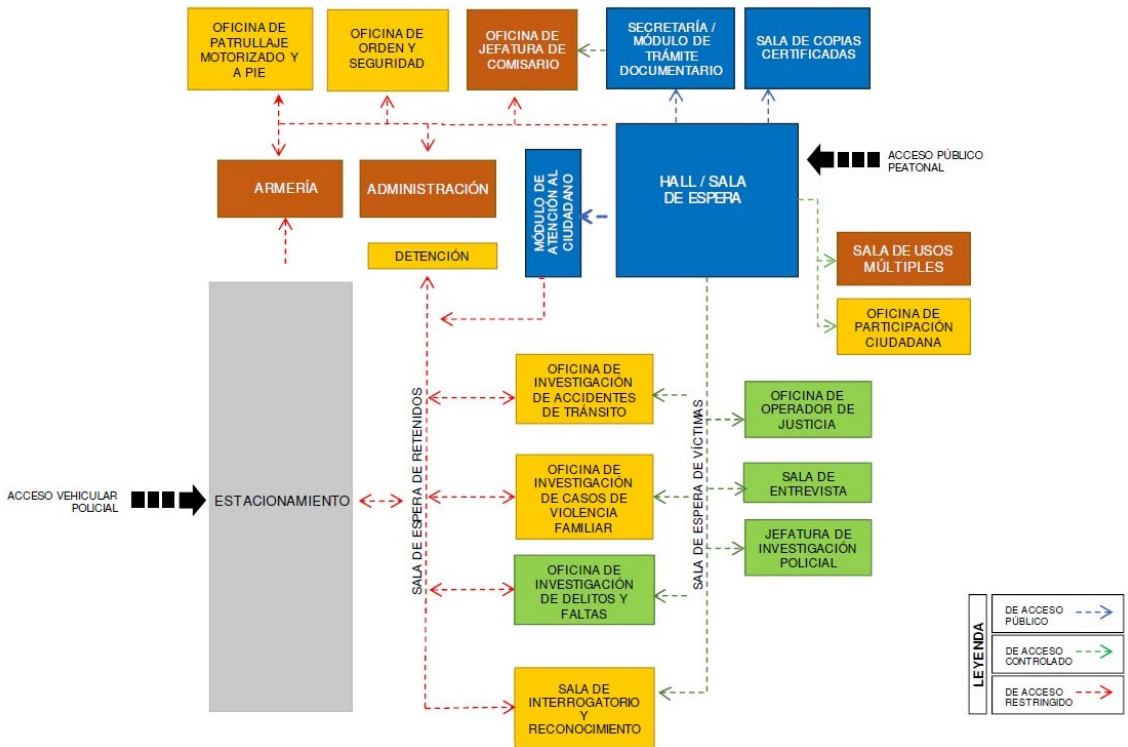 OFICINA DE
PATRULLAJE
MOTORIZADO Y
A PIE
OFICINA DE
ORDEN Y
SEGURIDAD
OFICINA DE
JEFATURA DE
COMISARIO
SECRETARÍA /
MÓDULO DE
TRÁMITE
DOCUMENTARIO
SALA DE COPIAS
CERTIFICADAS
ARMERÍA
ADMINISTRACIÓN
MÓDULO DE
ATENCIÓN AL
CIUDADANO
HALL / SALA
DE ESPERA
ACCESO PÚBLICO
PEATONAL
DETENCIÓN
SALA DE USOS
MÚLTIPLES
OFICINA DE
PARTICIPACIÓN
CIUDADANA
ACCESO VEHICULAR
POLICIAL
ESTACIONAMIENTO
SALA DE ESPERA DE RETENIDOS
OFICINA DE
INVESTIGACIÓN
DE ACCIDENTES
DE TRÁNSITO
OFICINA DE
INVESTIGACIÓN
DE CASOS DE
VIOLENCIA
FAMILIAR
OFICINA DE
INVESTIGACIÓN
DE DELITOS Y
FALTAS
SALA DE
INTERROGATORIO
Y
RECONOCIMIENTO
SALA DE ESPERA DE VÍCTIMAS
OFICINA DE
OPERADOR DE
JUSTICIA
SALA DE
ENTREVISTA
JEFATURA DE
INVESTIGACIÓN
POLICIAL
LEYENDA
DE ACCESO
PÚBLICO
DE ACCESO
CONTROLADO
DE ACCESO
RESTRINGIDO